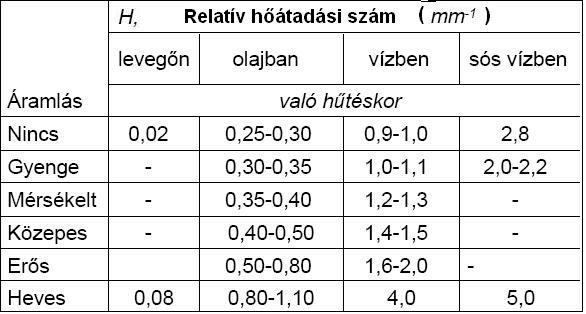 H, Relatív hőátadási szám ( mm-1 )
levegőn olajban vízben sós vízben
Áramlás való hűtéskor
Nincs 0,02 0,25-0,30 0,9-1,0 2,8
Gyenge - 0,30-0,35 1,0-1,1 2,0-2,2
Mérsékelt - 0,35-0,40 1,2-1,3 -
Közepes - 0,40-0,50 1,4-1,5 -
Erős 0,50-0,80 1,6-2,0 -
Heves 0,08 0,80-1,10 4,0 5,0